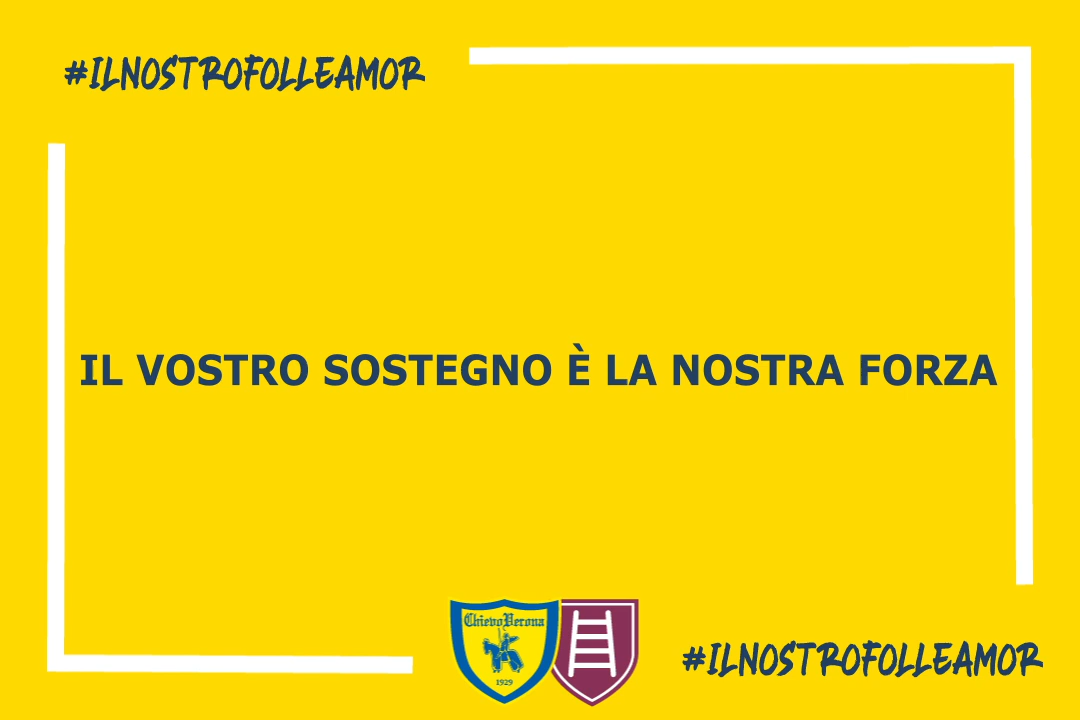 #ILNOSTROFOLLEAMOR
IL VOSTRO SOSTEGNO È LA NOSTRA FORZA
ChievoVerona
1929
#ILNOSTROFOLLEAMOR